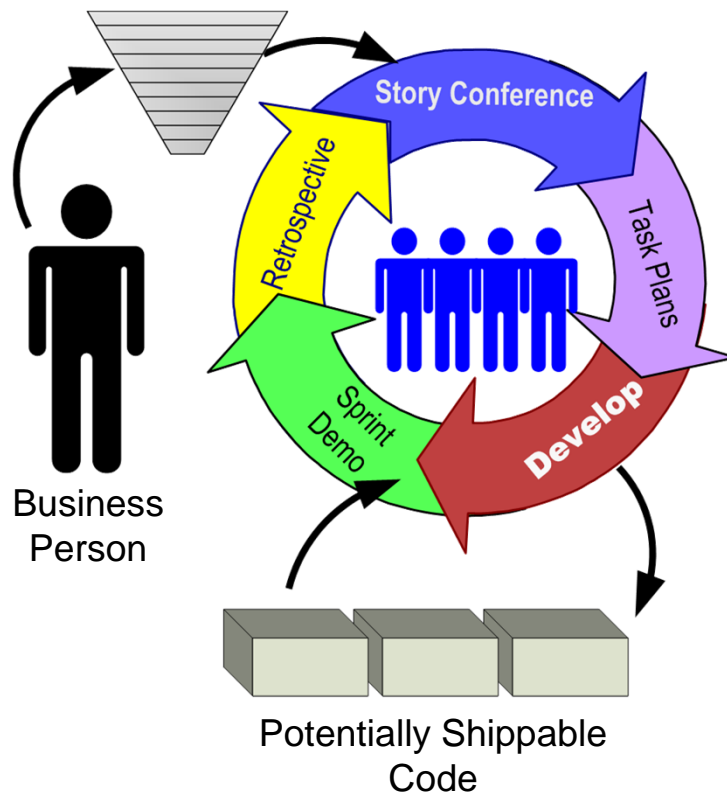 Story Conference
Task Plans
Develop
Sprint
Demo
Retrospective
Business
Person
Potentially Shippable
Code